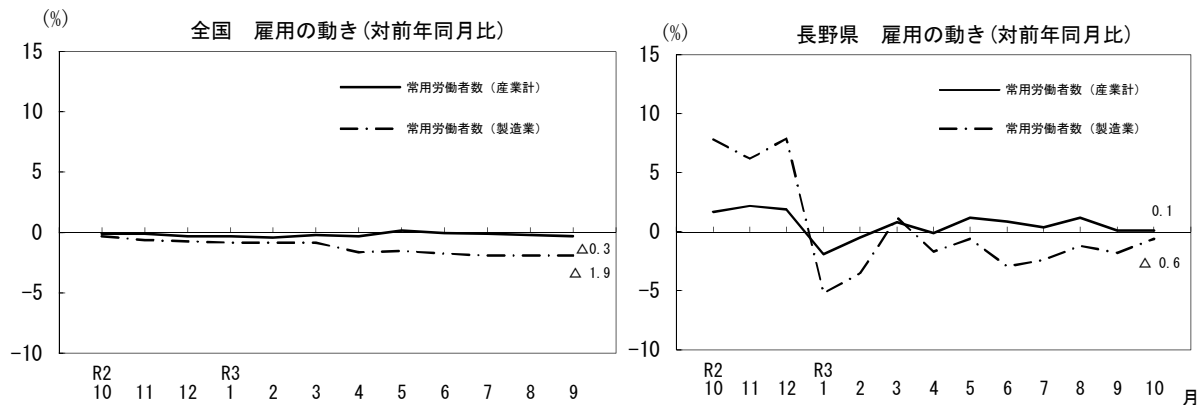 (%)
全国　雇用の動き(対前年同月比)
15
10
5
0
−5
−10
常用労働者数（産業計）
常用労働者数（製造業）
△0.3
△ 1.9
R2
R3
10 11 12 1 2 3 4 5 6 7 8 9
(%)
長野県　雇用の動き(対前年同月比)
15
10
5
0
−5
−10
常用労働者数（産業計）
常用労働者数（製造業）
0.1
△ 0.6
R2
R3
10 11 12 1 2 3 4 5 6 7 8 9 10 月